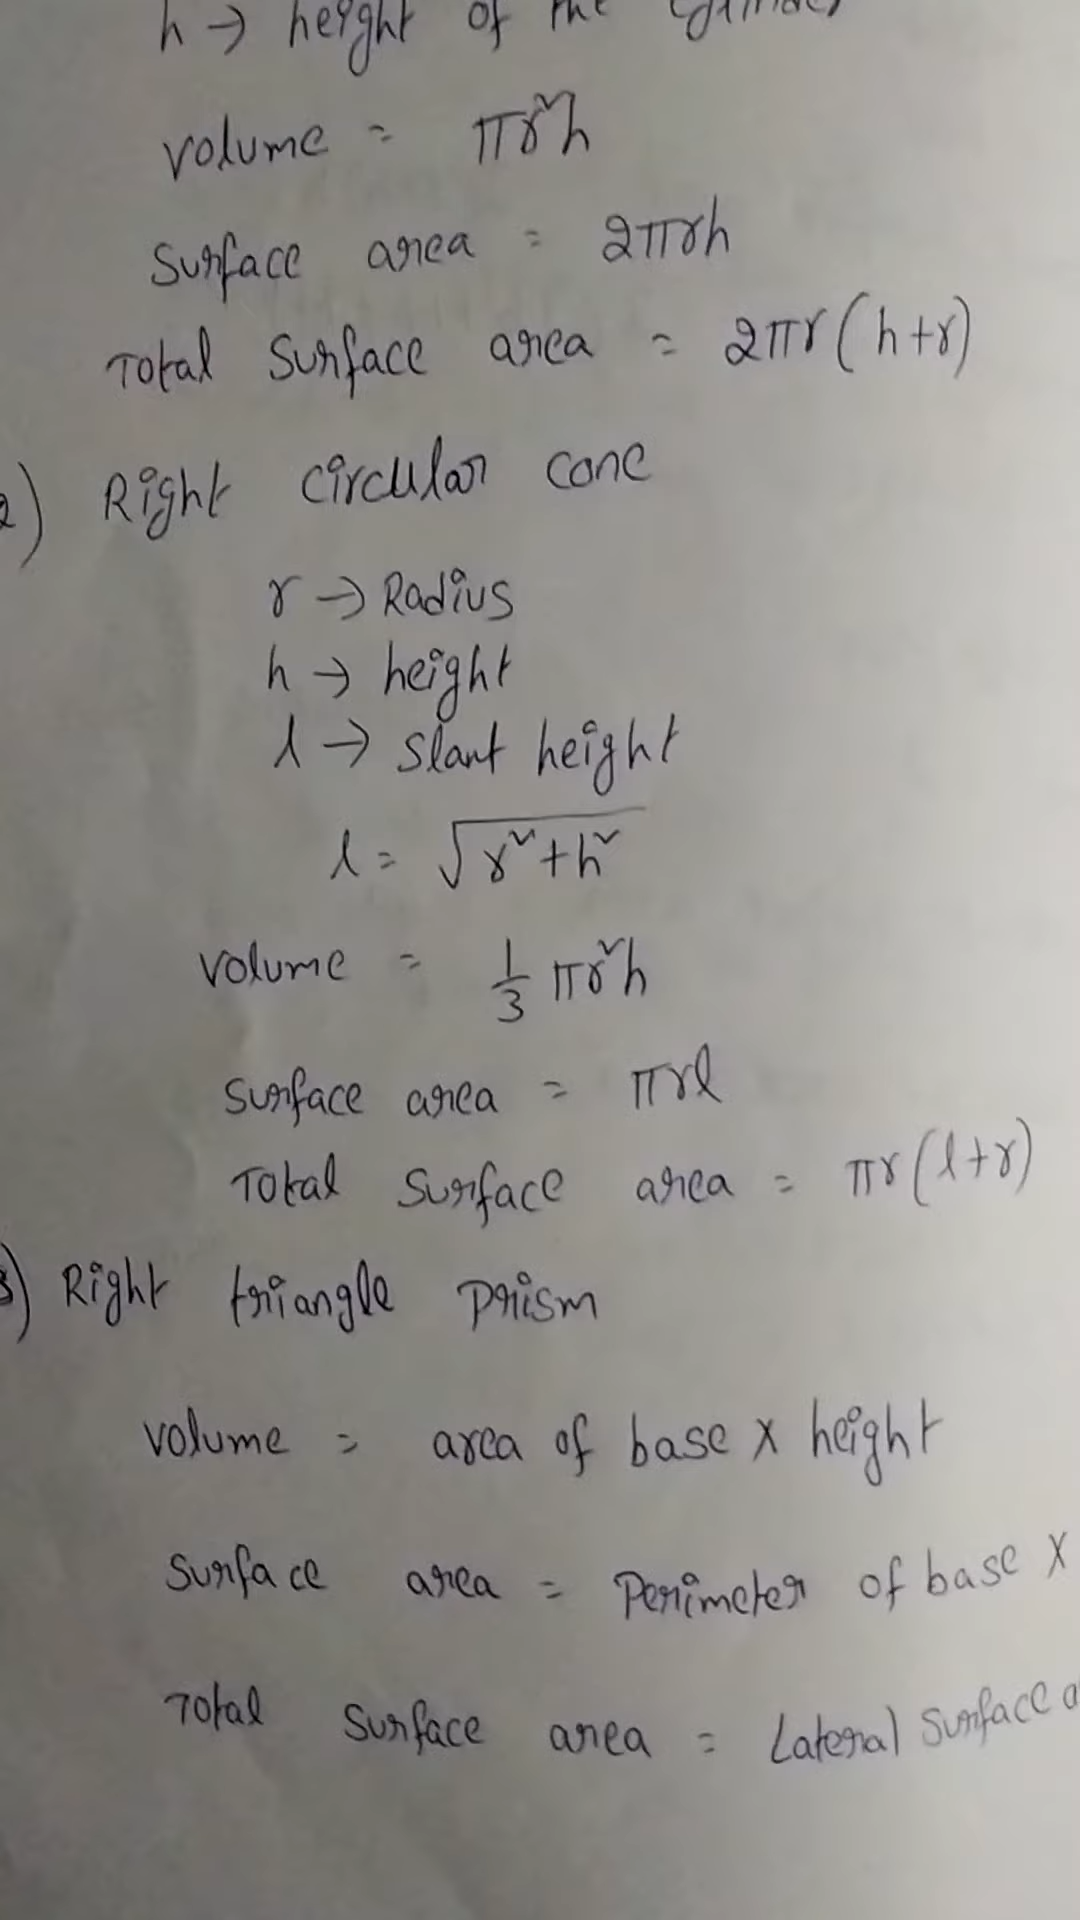 h → height of the cylinder
volume = πr²h
Surface area = 2πrh
Total Surface area = 2πr(h+r)
2) Right circular cone
r → Radius
h → height
l → slant height
l = √r²+h²
volume = 1/3 πr²h
Surface area = πrl
Total Surface area = πr(l+r)
3) Right triangle prism
volume = area of base x height
Surface area = Perimeter of base x
Total Surface area = Lateral Surface a